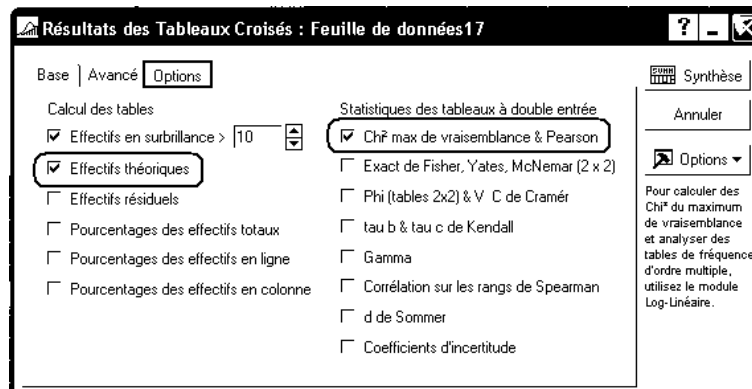 Résultats des Tableaux Croisés : Feuille de données17
? _
Base Avancé Options
Calcul des tables
Effectifs en surbrillance > 10
Effectifs théoriques
Effectifs résiduels
Pourcentages des effectifs totaux
Pourcentages des effectifs en ligne
Pourcentages des effectifs en colonne
Statistiques des tableaux à double entrée
Chi² max de vraisemblance & Pearson
Exact de Fisher, Yates, McNemar (2 x 2)
Phi (tables 2x2) & V C de Cramér
tau b & tau c de Kendall
Gamma
Corrélation sur les rangs de Spearman
d de Sommer
Coefficients d'incertitude
Synthèse
Annuler
Options
Pour calculer des
Chi² du maximum
de vraisemblance
et analyser des
tables de fréquence
d'ordre multiple,
utilisez le module
Log-Linéaire.